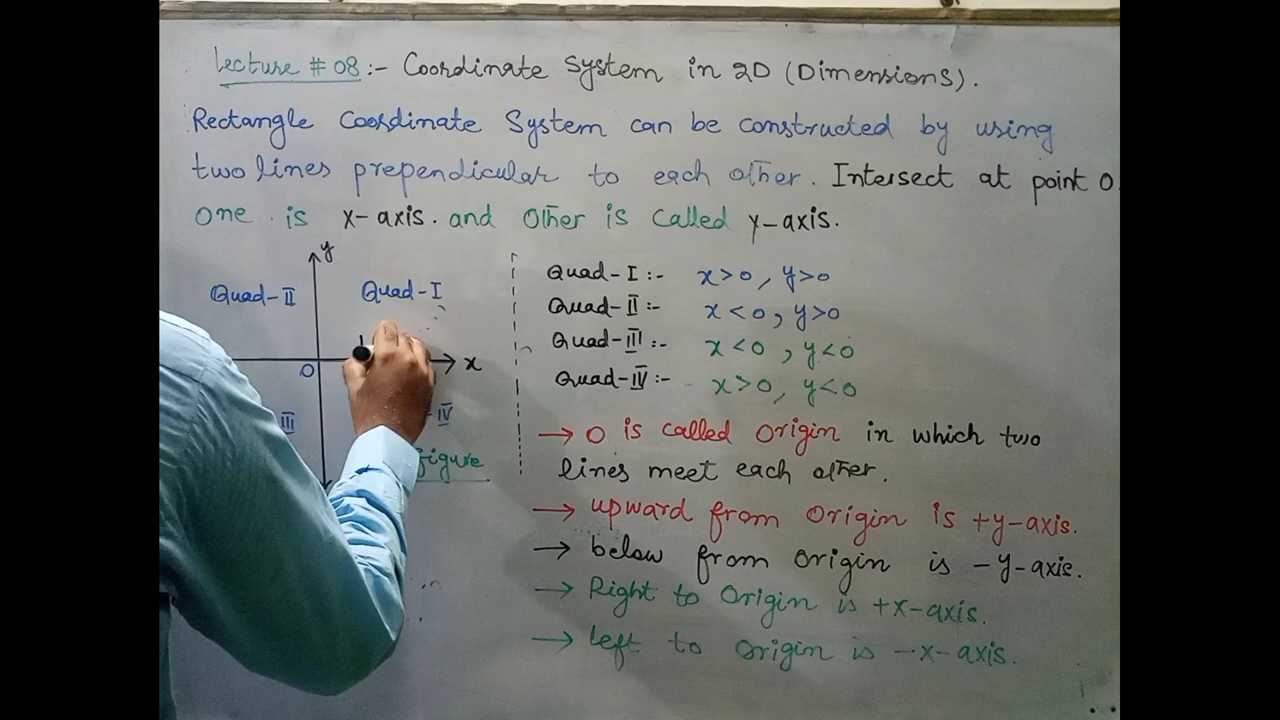 Lecture # 08:- Coordinate System in 2D (Dimensions).
Rectangle Coordinate System can be constructed by using
two lines prependicular to each other. Intersect at point O
one is x-axis. and other is called y-axis.
y
Quad-II
Quad-I
x
O
III
IV
figure
Quad-I:- x>0, y>0
Quad-II:- x<0, y>0
Quad-III:- x<0, y<0
Quad-IV:- x>0, y<0
→ O is called origin in which two
lines meet each other.
→ upward from origin is +y-axis.
→ below from origin is -y-axis.
→ Right to origin is +x-axis.
→ left to origin is -x-axis.